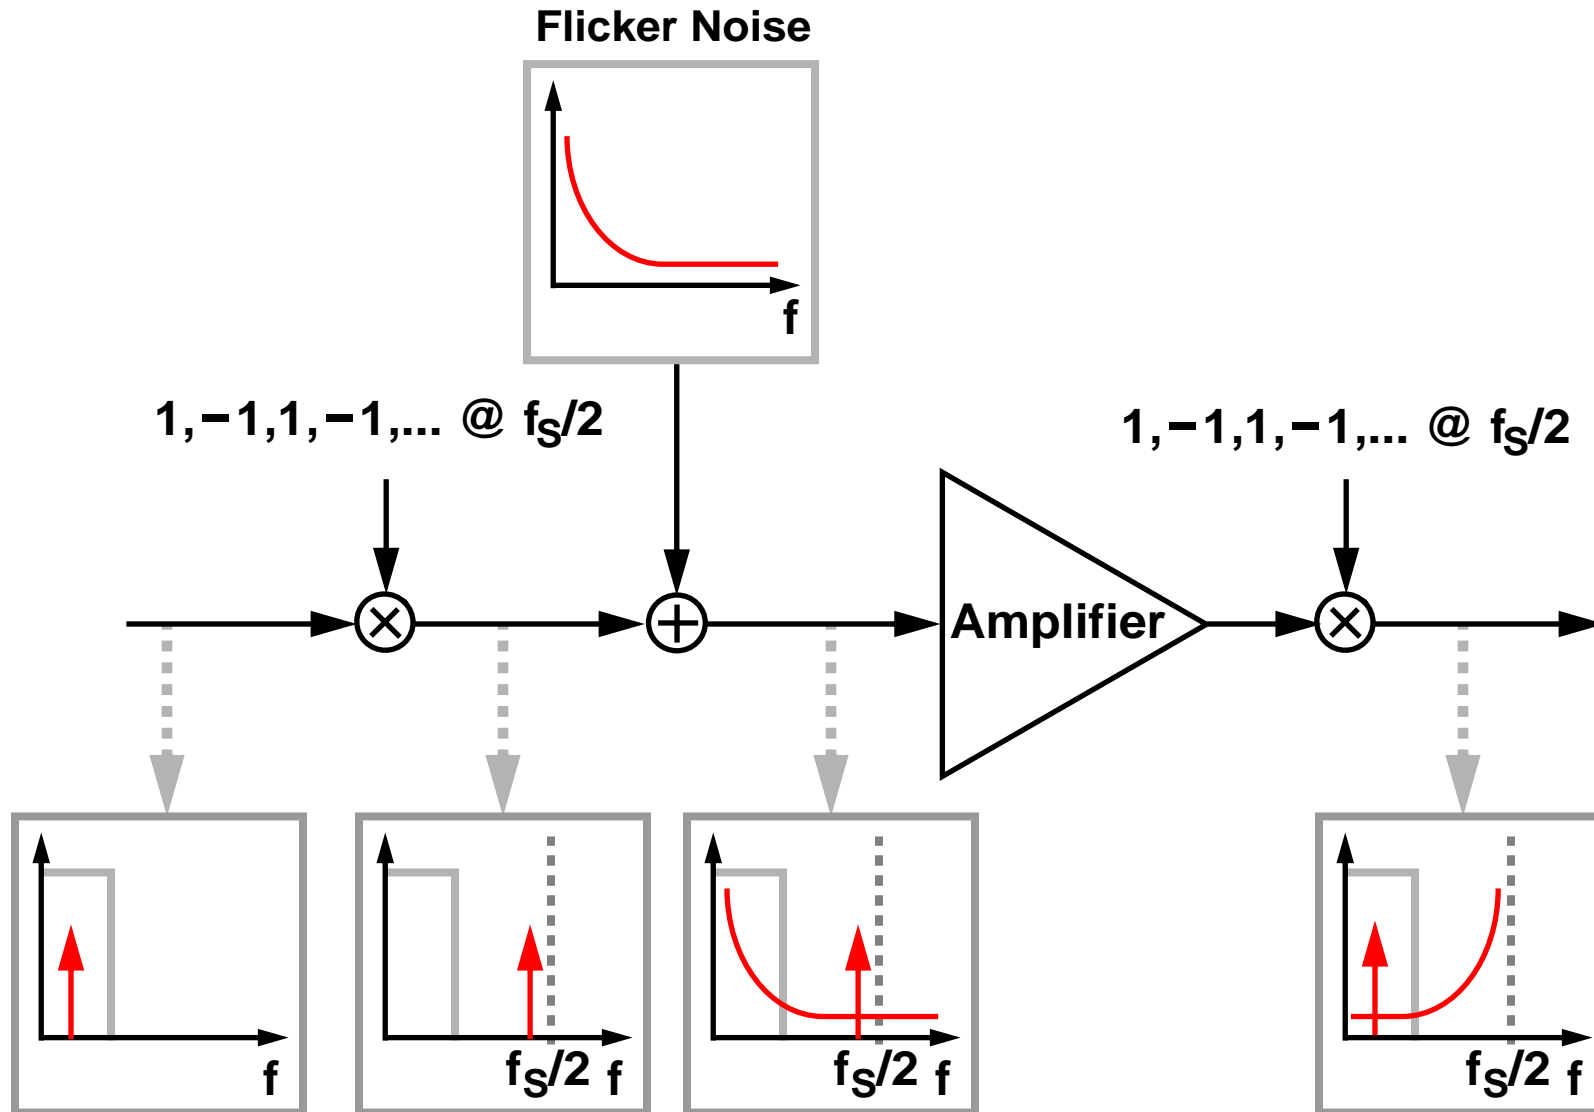 Flicker Noise
f
1,−1,1,−1,... @ fS/2
1,−1,1,−1,... @ fS/2
Amplifier
f
fS/2 f
fS/2 f
fS/2 f